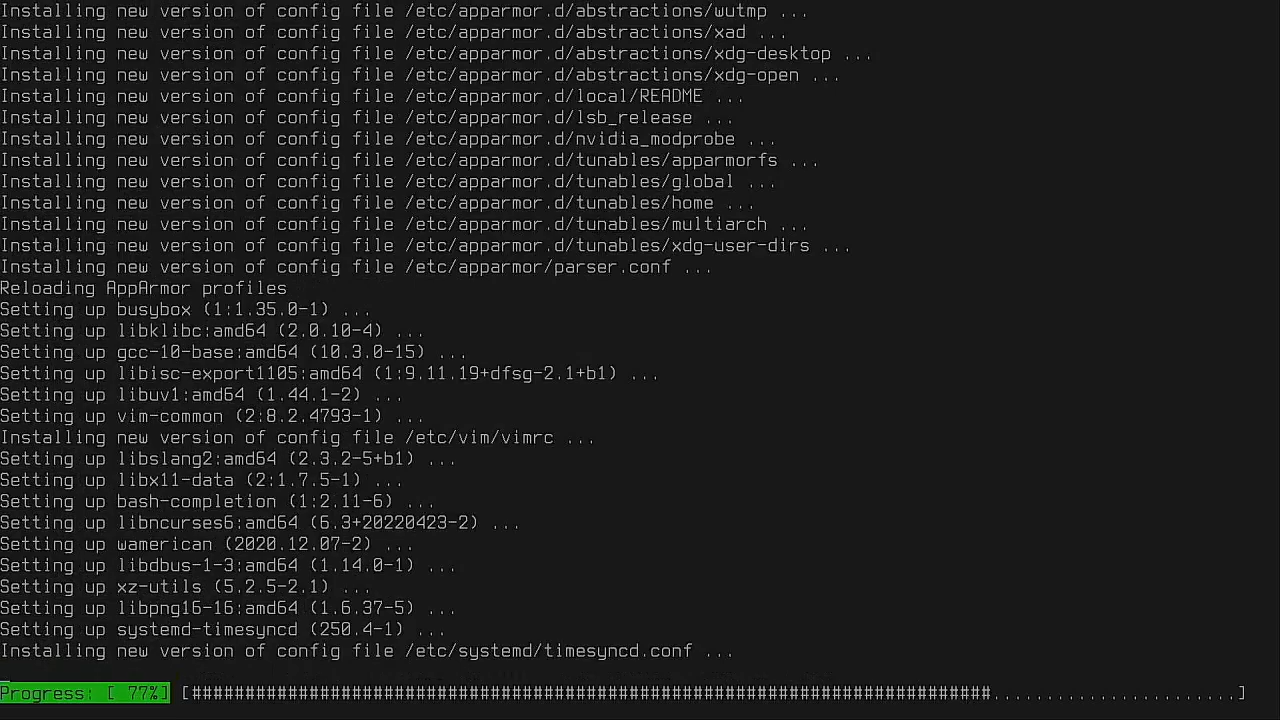 Installing new version of config file /etc/apparmor.d/abstractions/wutmp ...
Installing new version of config file /etc/apparmor.d/abstractions/xad ...
Installing new version of config file /etc/apparmor.d/abstractions/xdg-desktop ...
Installing new version of config file /etc/apparmor.d/abstractions/xdg-open ...
Installing new version of config file /etc/apparmor.d/local/README ...
Installing new version of config file /etc/apparmor.d/lsb_release ...
Installing new version of config file /etc/apparmor.d/nvidia_modprobe ...
Installing new version of config file /etc/apparmor.d/tunables/apparmorfs ...
Installing new version of config file /etc/apparmor.d/tunables/global ...
Installing new version of config file /etc/apparmor.d/tunables/home ...
Installing new version of config file /etc/apparmor.d/tunables/multiarch ...
Installing new version of config file /etc/apparmor.d/tunables/xdg-user-dirs ...
Installing new version of config file /etc/apparmor/parser.conf ...
Reloading AppArmor profiles
Setting up busybox (1:1.35.0-1) ...
Setting up libklibc:amd64 (2.0.10-4) ...
Setting up gcc-10-base:amd64 (10.3.0-15) ...
Setting up libisc-export1105:amd64 (1:9.11.19+dfsg-2.1+b1) ...
Setting up libuv1:amd64 (1.44.1-2) ...
Setting up vim-common (2:8.2.4793-1) ...
Installing new version of config file /etc/vim/vimrc ...
Setting up libslang2:amd64 (2.3.2-5+b1) ...
Setting up libx11-data (2:1.7.5-1) ...
Setting up bash-completion (1:2.11-6) ...
Setting up libncurses6:amd64 (6.3+20220423-2) ...
Setting up wamerican (2020.12.07-2) ...
Setting up libdbus-1-3:amd64 (1.14.0-1) ...
Setting up xz-utils (5.2.5-2.1) ...
Setting up libpng16-16:amd64 (1.6.37-5) ...
Setting up systemd-timesyncd (250.4-1) ...
Installing new version of config file /etc/systemd/timesyncd.conf ...
Progress: [ 77%] [###########################################################################.......................]